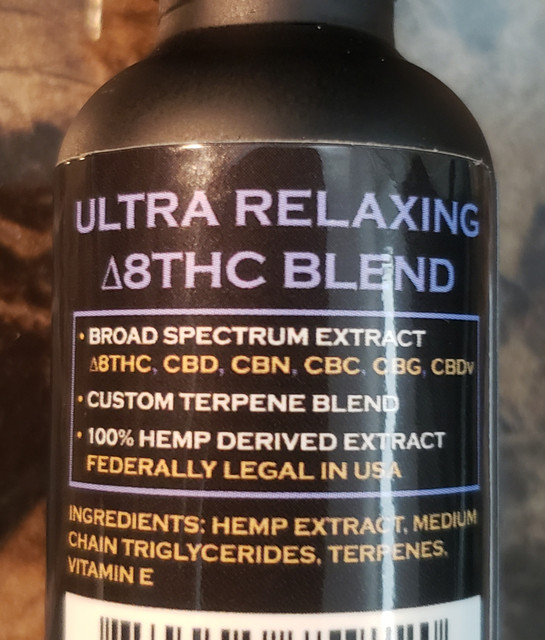 ULTRA RELAXING
Δ8THC BLEND
• BROAD SPECTRUM EXTRACT
Δ8THC, CBD, CBN, CBC, CBG, CBDV
• CUSTOM TERPENE BLEND
• 100% HEMP DERIVED EXTRACT
FEDERALLY LEGAL IN USA
INGREDIENTS: HEMP EXTRACT, MEDIUM
CHAIN TRIGLYCERIDES, TERPENES,
VITAMIN E